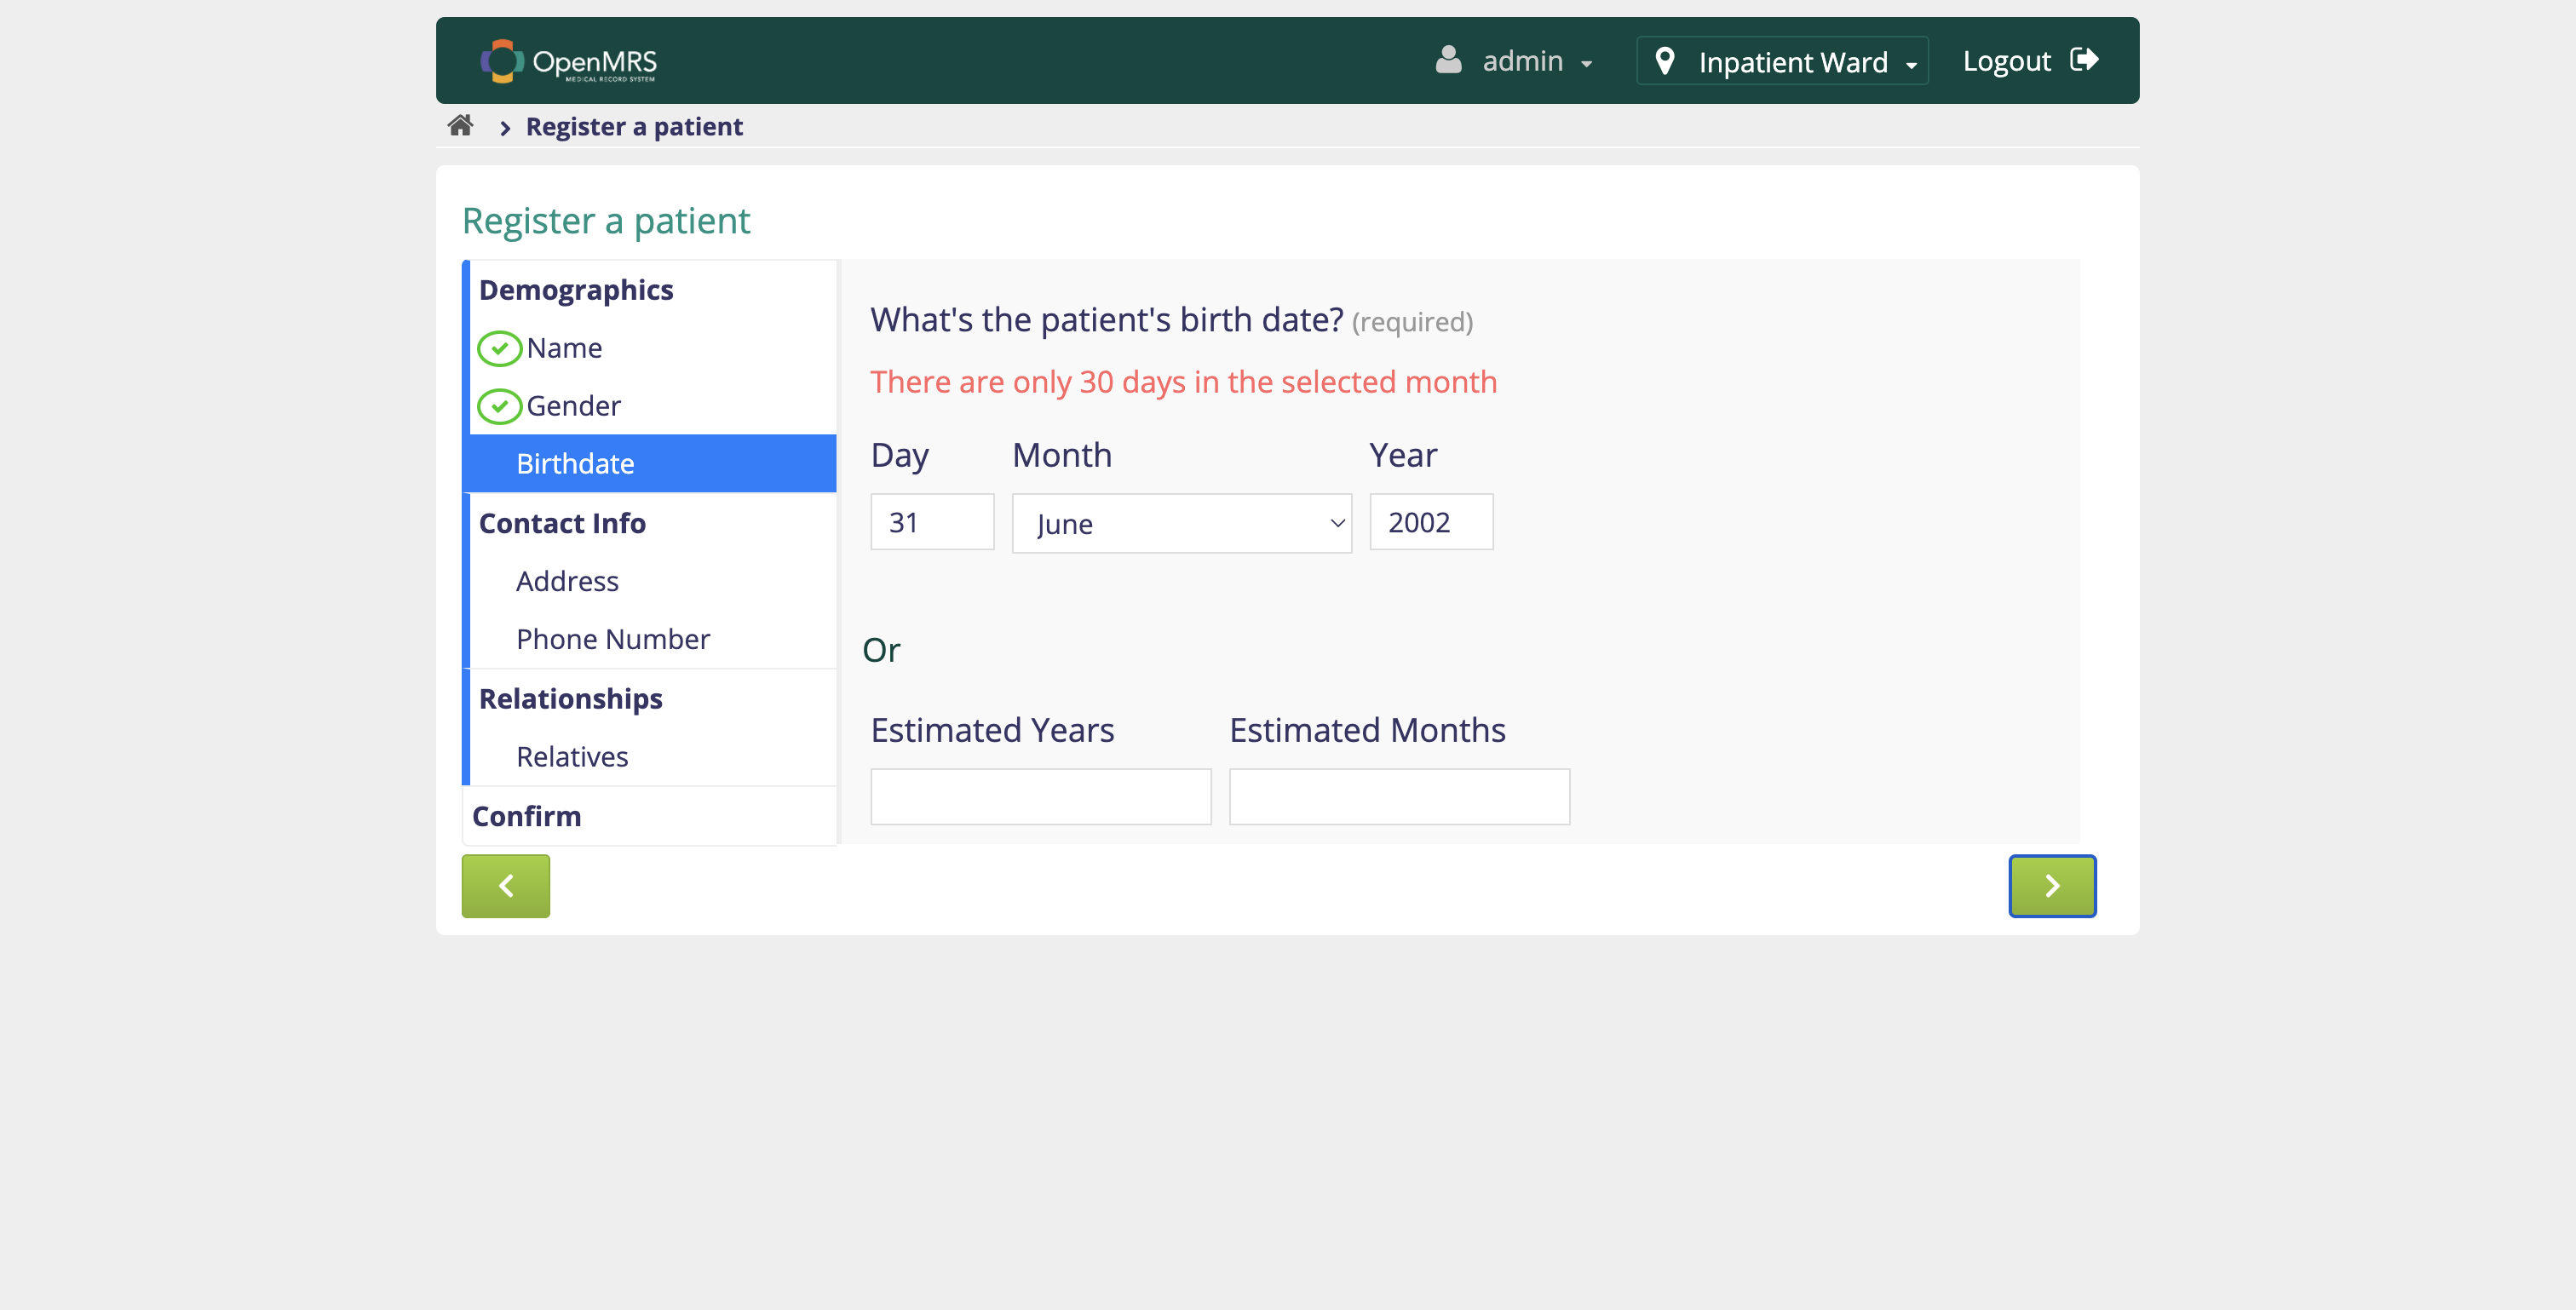 OpenMRS
MEDICAL RECORD SYSTEM
admin
Inpatient Ward
Logout
Register a patient
Register a patient
Demographics
Name
Gender
Birthdate
Contact Info
Address
Phone Number
Relationships
Relatives
Confirm
What's the patient's birth date? (required)
There are only 30 days in the selected month
Day Month Year
31 June 2002
Or
Estimated Years Estimated Months